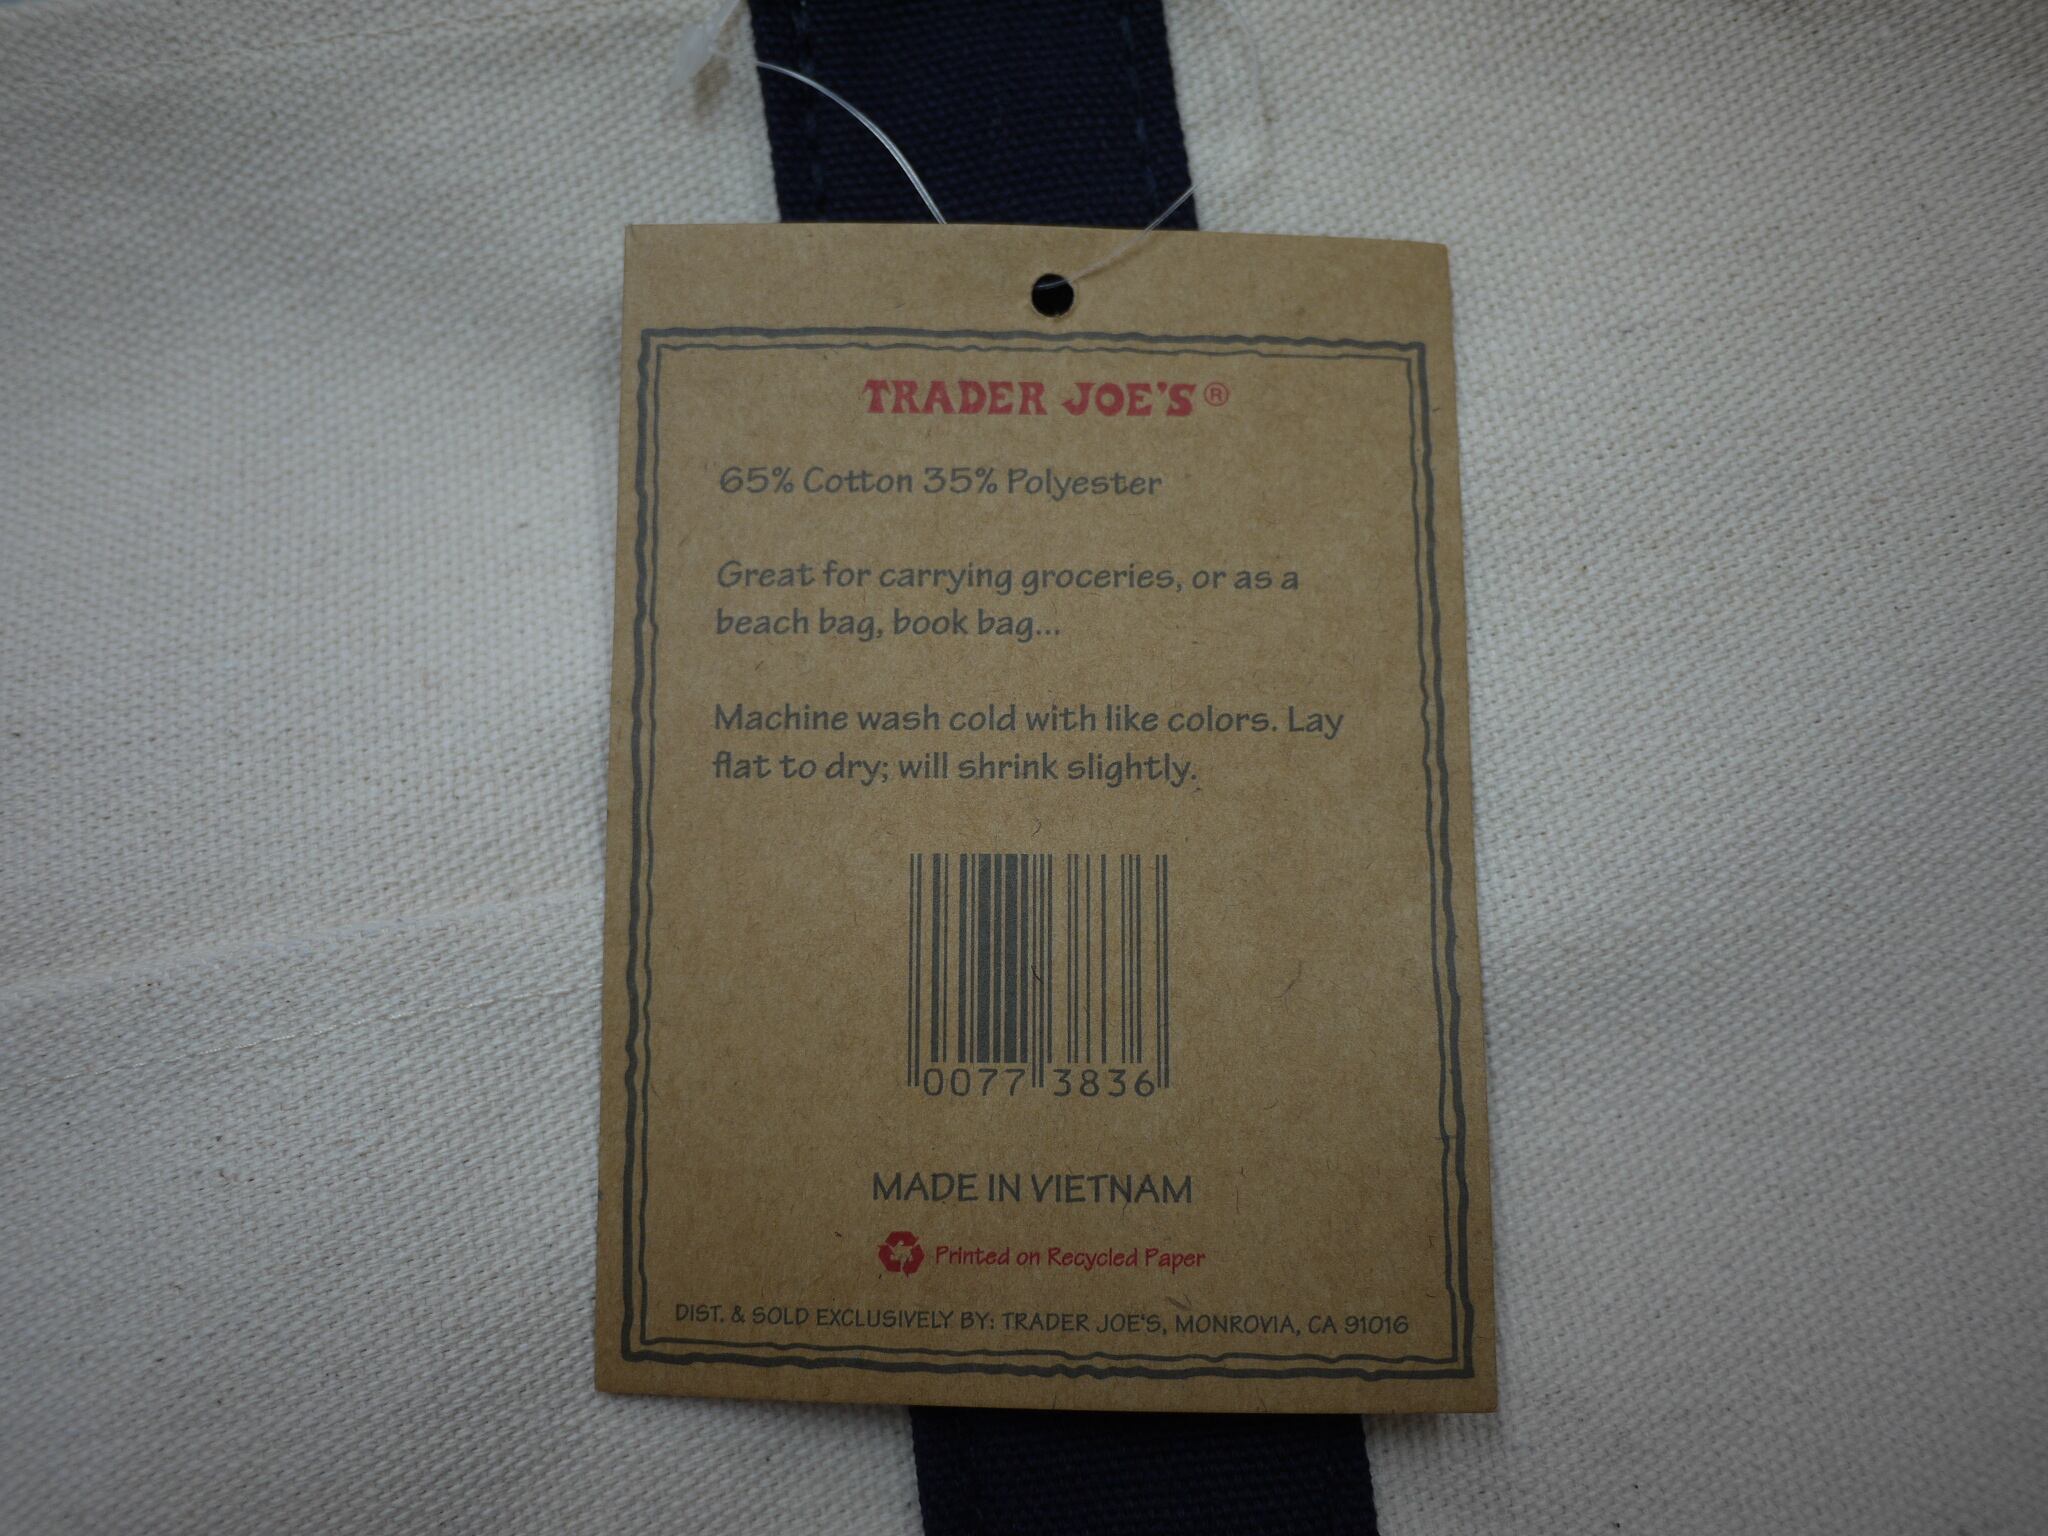 TRADER JOE'S®
65% Cotton 35% Polyester
Great for carrying groceries, or as a
beach bag, book bag...
Machine wash cold with like colors. Lay
flat to dry; will shrink slightly.
0077 3836
MADE IN VIETNAM
Printed on Recycled Paper
DIST. & SOLD EXCLUSIVELY BY: TRADER JOE'S, MONROVIA, CA 91016